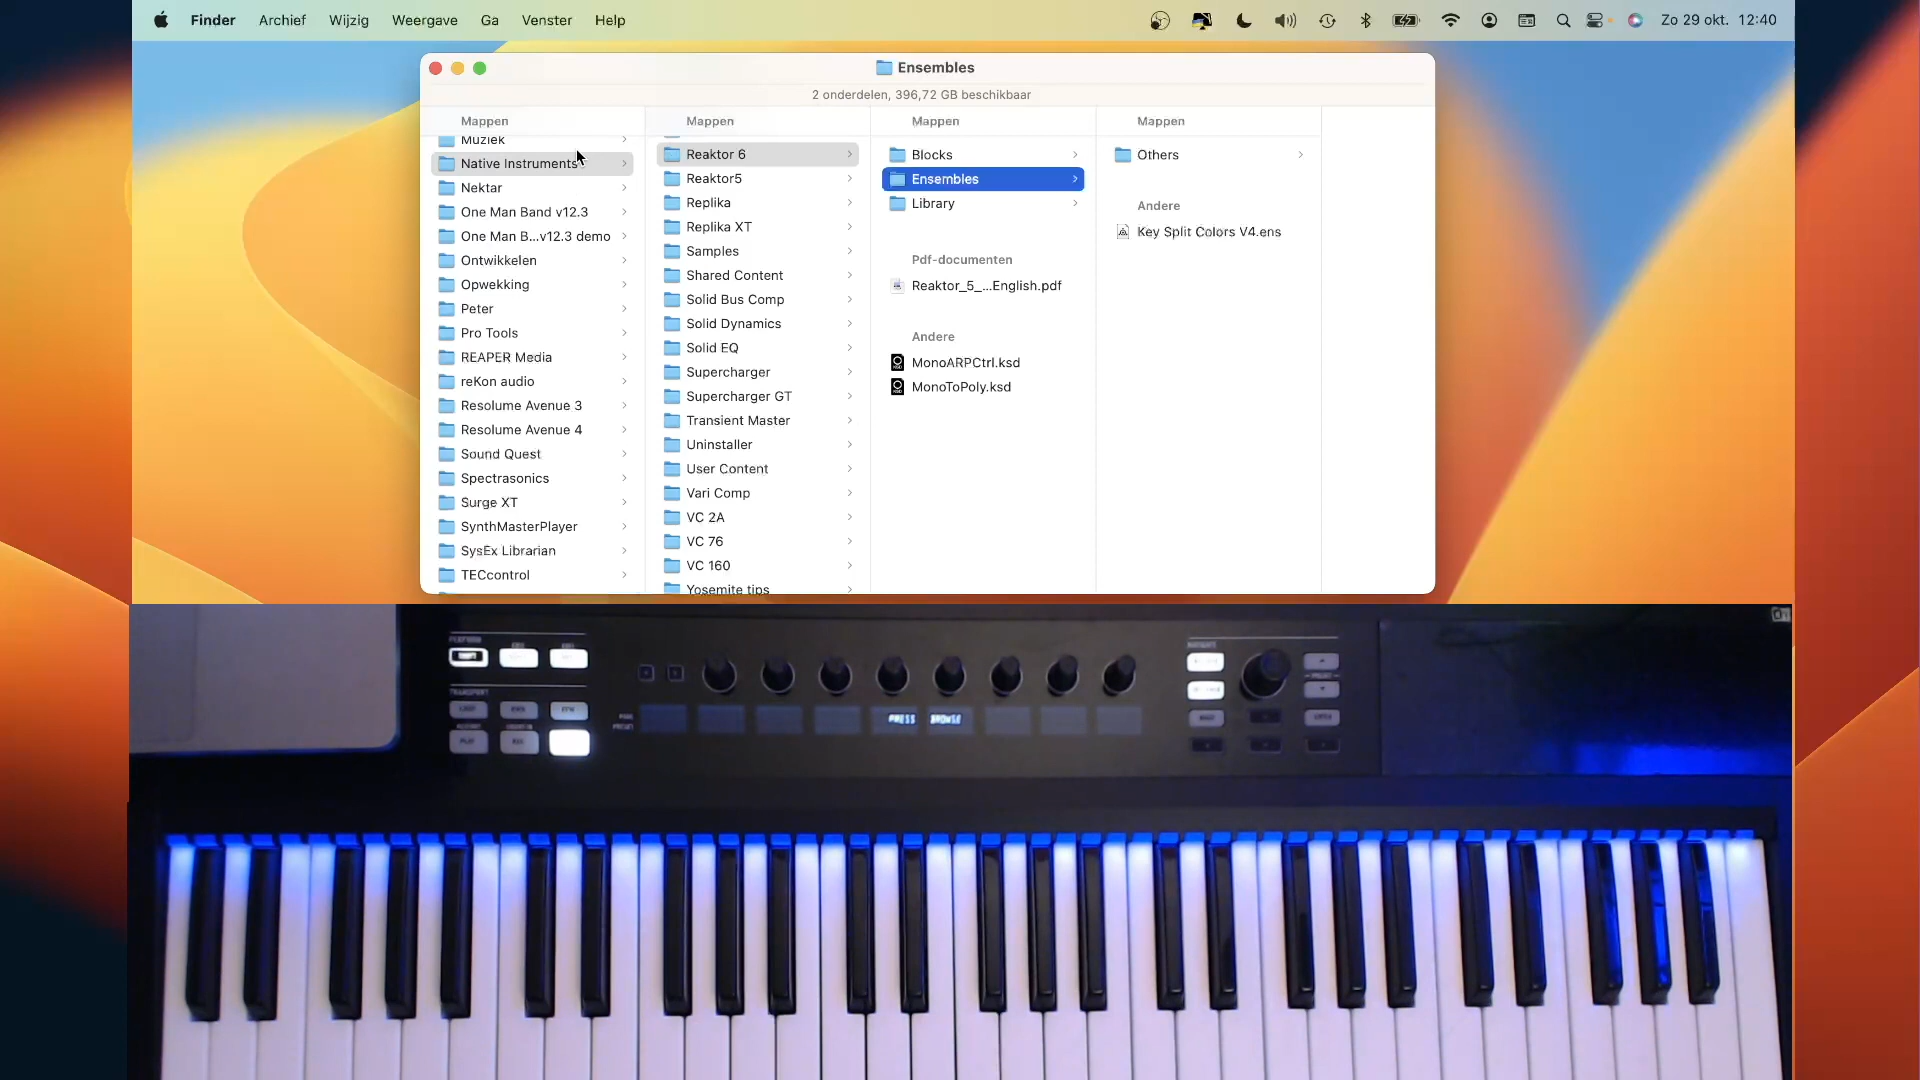 Finder Archief Wijzig Weergave Ga Venster Help Zo 29 okt. 12:40
Ensembles
2 onderdelen, 396,72 GB beschikbaar
Mappen
Muziek
Native Instruments
Nektar
One Man Band v12.3
One Man B...v12.3 demo
Ontwikkelen
Opwekking
Peter
Pro Tools
REAPER Media
reKon audio
Resolume Avenue 3
Resolume Avenue 4
Sound Quest
Spectrasonics
Surge XT
SynthMasterPlayer
SysEx Librarian
TECcontrol
Mappen
Reaktor 6
Reaktor5
Replika
Replika XT
Samples
Shared Content
Solid Bus Comp
Solid Dynamics
Solid EQ
Supercharger
Supercharger GT
Transient Master
Uninstaller
User Content
Vari Comp
VC 2A
VC 76
VC 160
Yosemite tips
Mappen
Blocks
Ensembles
Library
Pdf-documenten
Reaktor_5_...English.pdf
Andere
MonoARPCtrl.ksd
MonoToPoly.ksd
Mappen
Others
Andere
Key Split Colors V4.ens
PRESS BROWSE